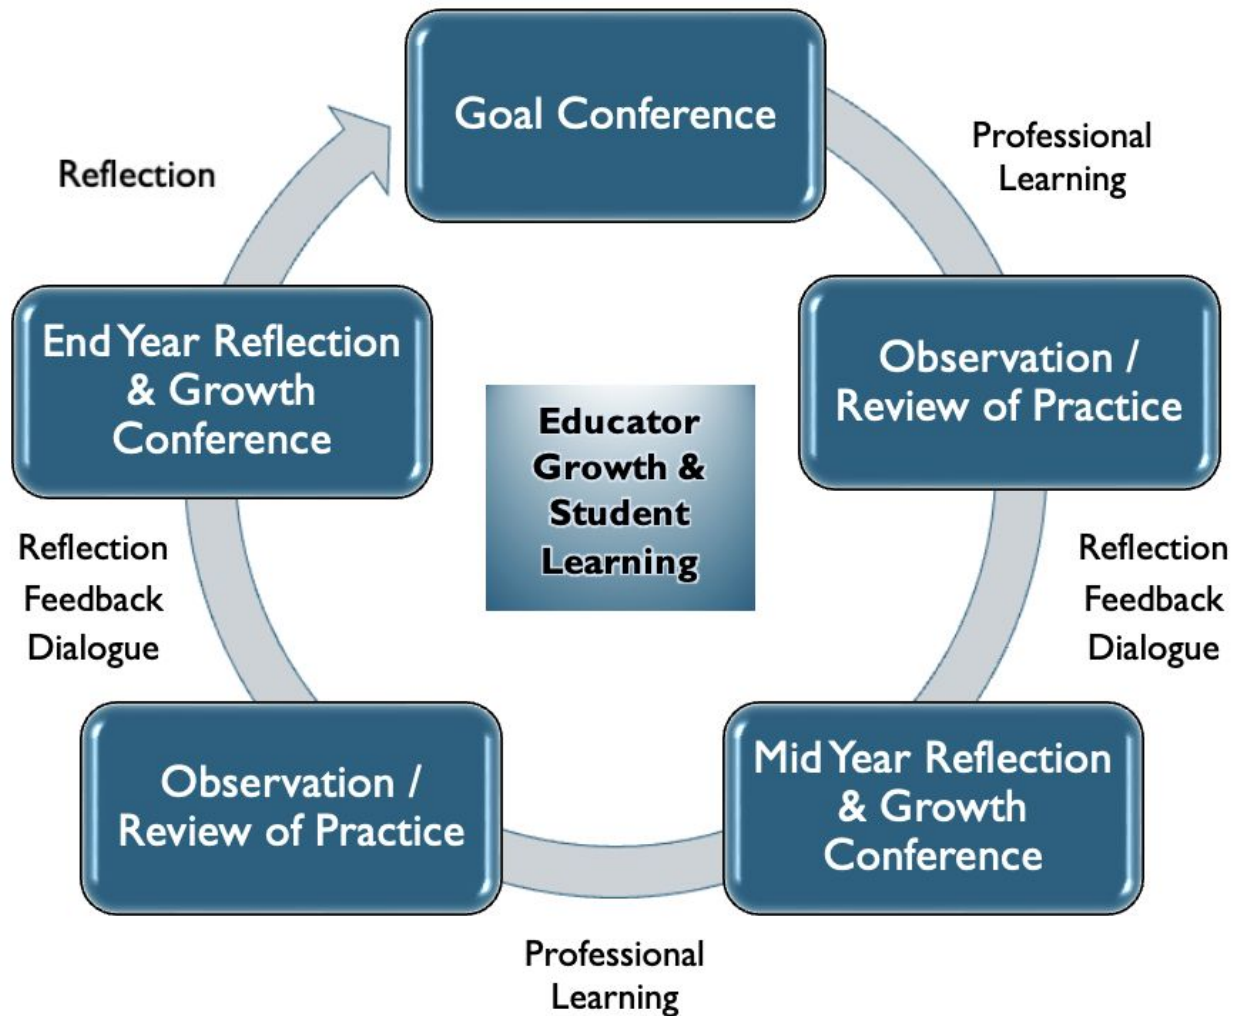 Goal Conference
Professional
Learning
Observation /
Review of Practice
Reflection
Feedback
Dialogue
Mid Year Reflection
& Growth
Conference
Professional
Learning
Observation /
Review of Practice
Reflection
Feedback
Dialogue
End Year Reflection
& Growth
Conference
Reflection
Educator
Growth &
Student
Learning